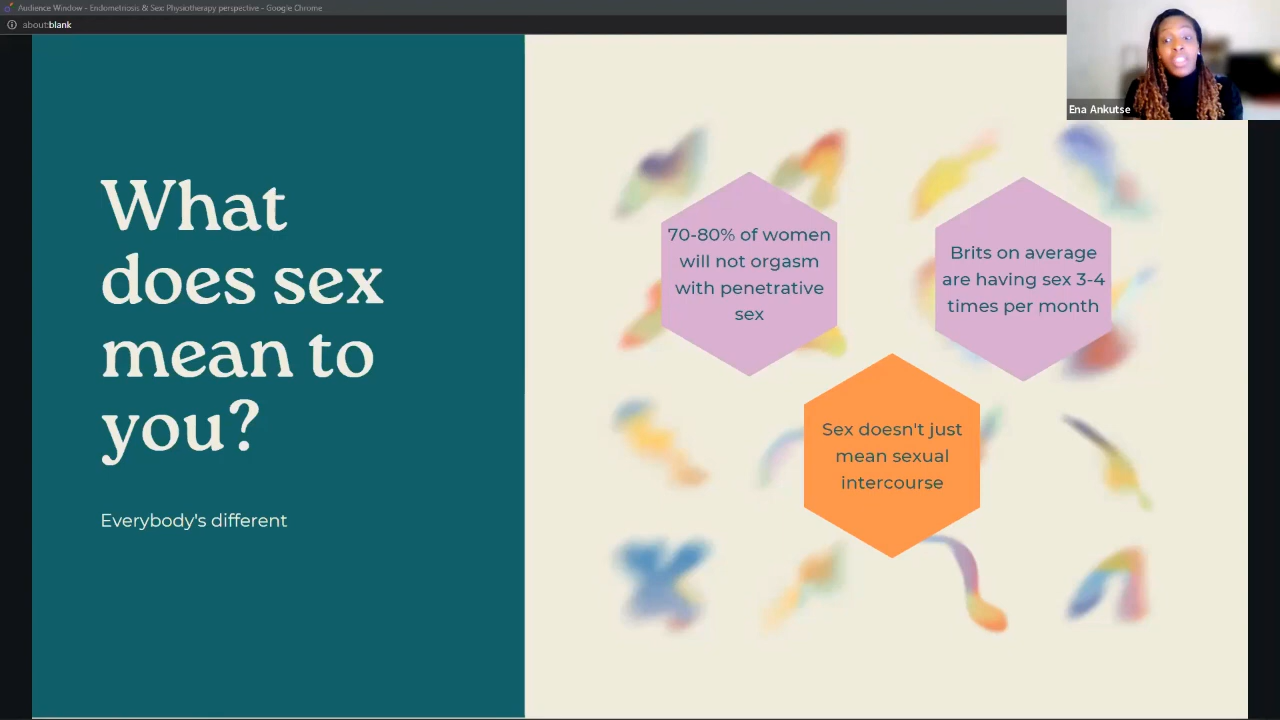 Audience Window - Endometriosis & Sex: Physiotherapy perspective - Google Chrome
about:blank
Ena Ankutse
What
does sex
mean to
you?
Everybody's different
70-80% of women
will not orgasm
with penetrative
sex
Brits on average
are having sex 3-4
times per month
Sex doesn't just
mean sexual
intercourse